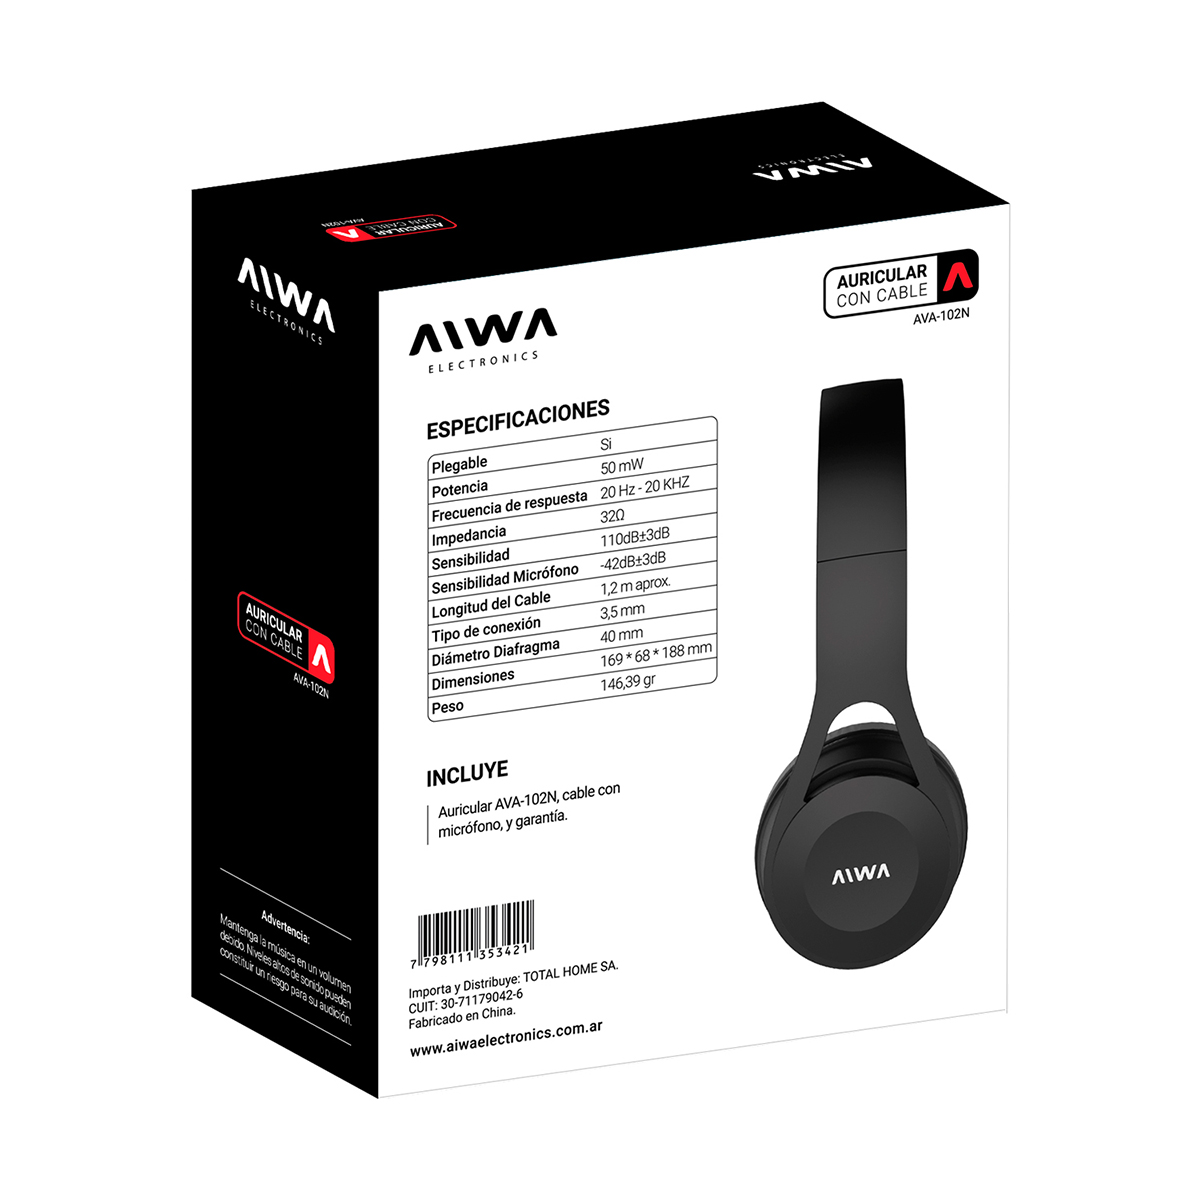 AIWA
ELECTRONICS
AURICULAR
CON CABLE
AVA-102N
AIWA
ELECTRONICS
AURICULAR
CON CABLE
AVA-102N
Advertencia:
Mantenga la música en un volumen
debido. Niveles altos de sonido pueden
constituir un riesgo para su audición.
AIWA
ELECTRONICS
AURICULAR
CON CABLE
AVA-102N
ESPECIFICACIONES
Plegable Si
Potencia 50 mW
Frecuencia de respuesta 20 Hz - 20 KHZ
Impedancia 32Ω
Sensibilidad 110dB±3dB
Sensibilidad Micrófono -42dB±3dB
Longitud del Cable 1,2 m aprox.
Tipo de conexión 3,5 mm
Diámetro Diafragma 40 mm
Dimensiones 169 * 68 * 188 mm
Peso 146,39 gr
INCLUYE
Auricular AVA-102N, cable con
micrófono, y garantía.
AIWA
7 798111 353421
Importa y Distribuye: TOTAL HOME SA.
CUIT: 30-71179042-6
Fabricado en China.
www.aiwaelectronics.com.ar